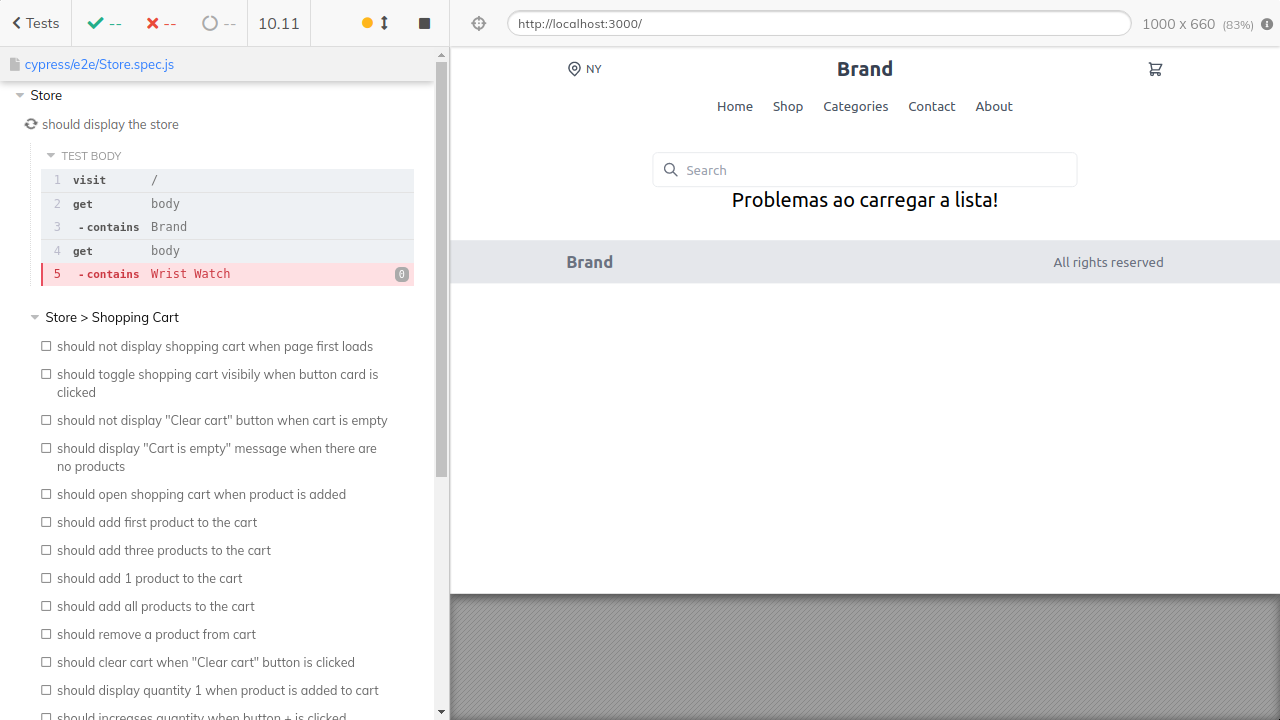 Tests
--
--
--
10.11
http://localhost:3000/
1000 x 660 (83%)
cypress/e2e/Store.spec.js
Store
should display the store
TEST BODY
1 visit /
2 get body
3 - contains Brand
4 get body
5 - contains Wrist Watch 0
Store > Shopping Cart
should not display shopping cart when page first loads
should toggle shopping cart visibily when button card is
clicked
should not display "Clear cart" button when cart is empty
should display "Cart is empty" message when there are
no products
should open shopping cart when product is added
should add first product to the cart
should add three products to the cart
should add 1 product to the cart
should add all products to the cart
should remove a product from cart
should clear cart when "Clear cart" button is clicked
should display quantity 1 when product is added to cart
should increases quantity when button + is clicked
NY
Brand
Home Shop Categories Contact About
Search
Problemas ao carregar a lista!
Brand
All rights reserved